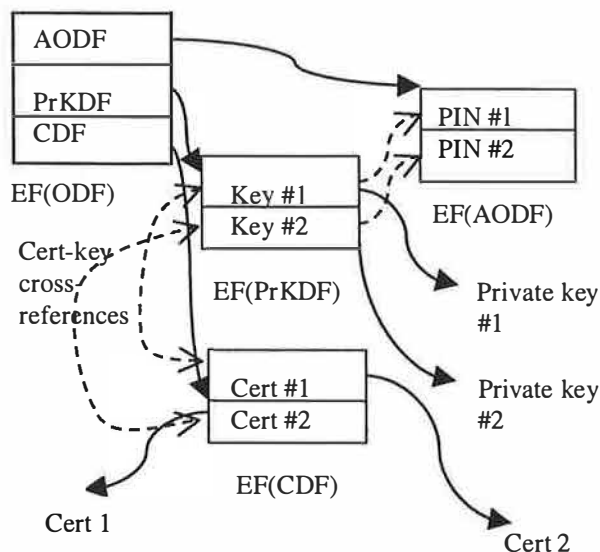 AODF
PrKDF
CDF
EF(ODF)
PIN #1
PIN #2
EF(AODF)
Key #1
Key #2
EF(PrKDF)
Cert-key
cross-
references
Private key
#1
Private key
#2
Cert #1
Cert #2
EF(CDF)
Cert 1
Cert 2